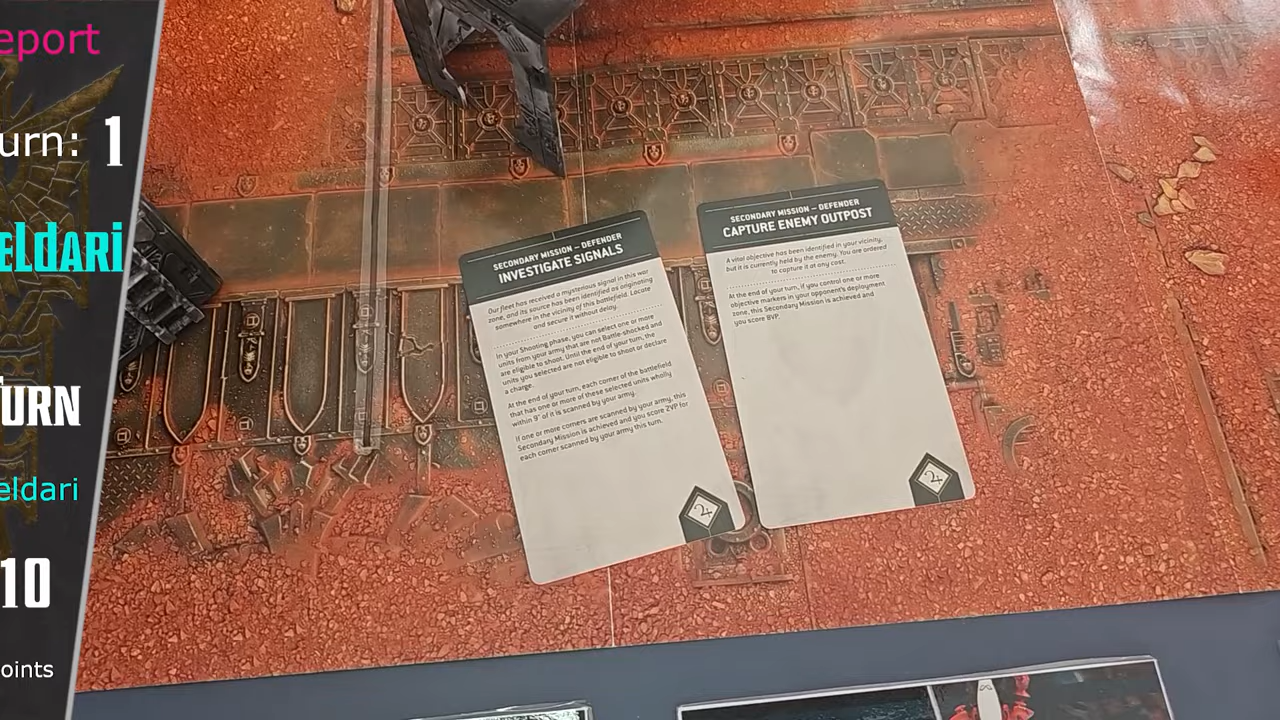 eport
urn: 1
eldari
urn
eldari
10
oints
SECONDARY MISSION – DEFENDER
INVESTIGATE SIGNALS
Our fleet has received a mysterious signal in this war
zone, and its source has been identified as originating
somewhere in the vicinity of this battlefield. Locate
and secure it without delay.
In your Shooting phase, you can select one or more
units from your army that are not Battle-shocked and
are eligible to shoot. Until the end of your turn, the
units you selected are not eligible to shoot or declare
a charge.
At the end of your turn, each corner of the battlefield
that has one or more of these selected units wholly
within 9" of it is scanned by your army.
If one or more corners are scanned by your army, this
Secondary Mission is achieved and you score 2VP for
each corner scanned by your army this turn.
SECONDARY MISSION – DEFENDER
CAPTURE ENEMY OUTPOST
A vital objective has been identified in your vicinity,
but it is currently held by the enemy. You are ordered
to capture it at any cost.
At the end of your turn, if you control one or more
objective markers in your opponent's deployment
zone, this Secondary Mission is achieved and
you score 8VP.